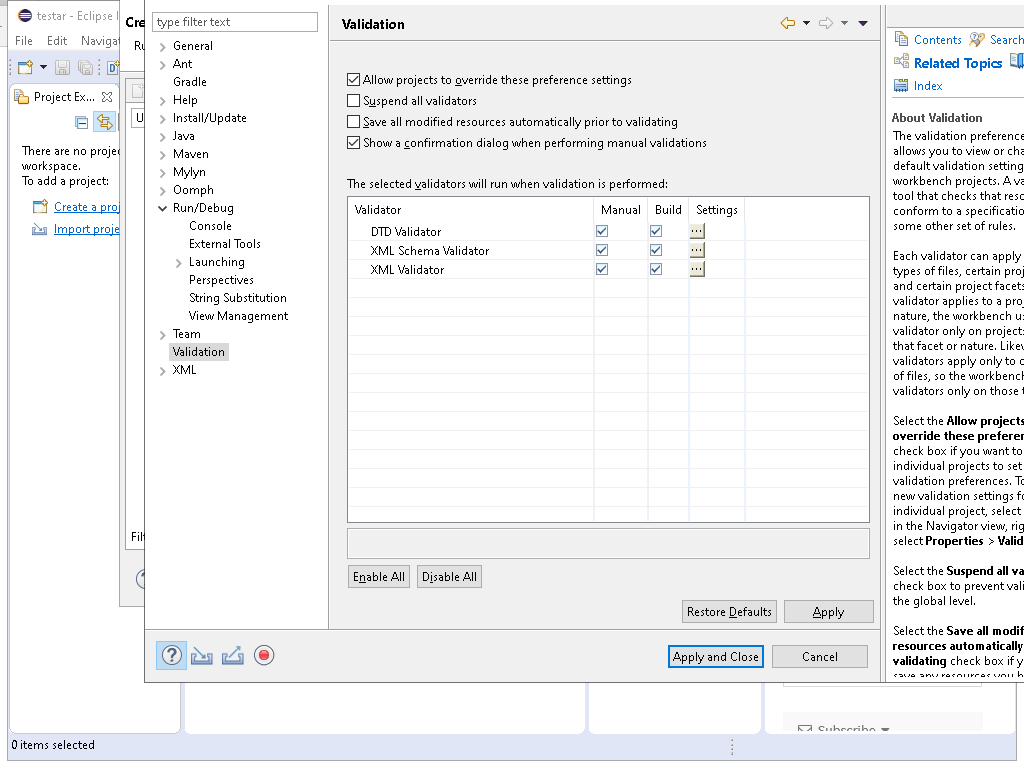 testar - Eclipse I
File Edit Navigat
Project Ex...
There are no projec
workspace.
To add a project:
Create a proj
Import proje
0 items selected
Cre
Ru
U
Filt
type filter text
General
Ant
Gradle
Help
Install/Update
Java
Maven
Mylyn
Oomph
Run/Debug
Console
External Tools
Launching
Perspectives
String Substitution
View Management
Team
Validation
XML
Validation
Allow projects to override these preference settings
Suspend all validators
Save all modified resources automatically prior to validating
Show a confirmation dialog when performing manual validations
The selected validators will run when validation is performed:
Validator Manual Build Settings
DTD Validator ...
XML Schema Validator ...
XML Validator ...
Enable All Disable All
Restore Defaults Apply
Apply and Close Cancel
Contents Search
Related Topics
Index
About Validation
The validation preference
allows you to view or cha
default validation setting
workbench projects. A va
tool that checks that reso
conform to a specificatio
some other set of rules.
Each validator can apply
types of files, certain proj
and certain project facets
validator applies to a proj
nature, the workbench us
validator only on projects
that facet or nature. Likev
validators apply only to c
of files, so the workbench
validators only on those t
Select the Allow projects
override these preferen
check box if you want to
individual projects to set
validation preferences. To
new validation settings fo
individual project, select
in the Navigator view, rig
select Properties > Valid
Select the Suspend all va
check box to prevent vali
the global level.
Select the Save all modif
resources automatically
validating check box if y
save any resources you h
Subscribe